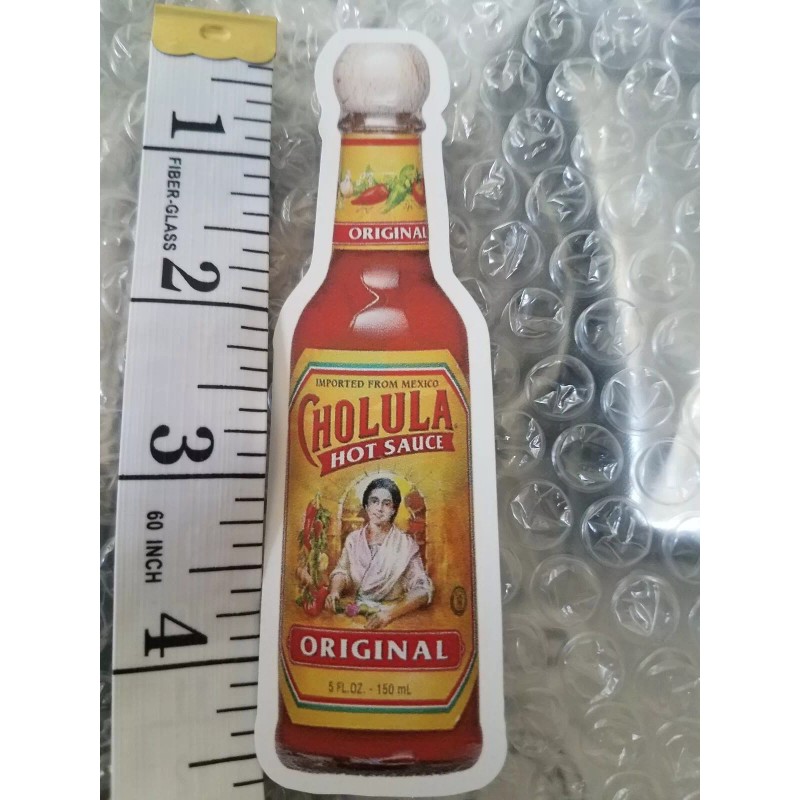 1
FIBER-GLASS
2
3
60 INCH
4
ORIGINAL
IMPORTED FROM MEXICO
CHOLULA
HOT SAUCE
ORIGINAL
5 FL.OZ. - 150 mL